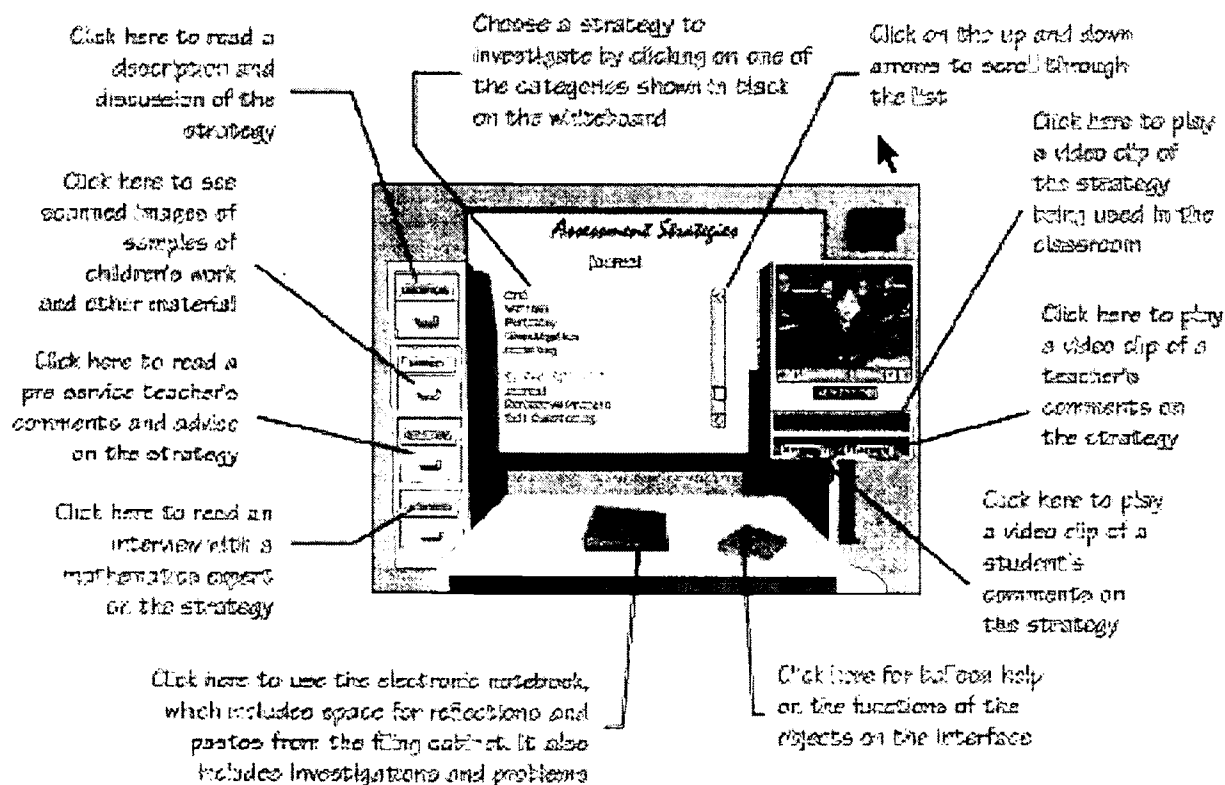 Click here to read a
description and
discussion of the
strategy
Choose a strategy to
investigate by clicking on one of
the categories shown in black
on the whiteboard
Click on the up and down
arrows to scroll through
the list
Click here to play
a video clip of
the strategy
being used in the
classroom
Click here to see
scanned images of
samples of
children's work
and other material
Assessment Strategies
Journal
Portfolio
Investigation
Journal
Self Questioning
Click here to play
a video clip of a
teacher's
comments on
the strategy
Click here to read a
pre service teacher's
comments and advice
on the strategy
Click here to read an
interview with a
mathematics expert
on the strategy
Click here to play
a video clip of a
student's
comments on
the strategy
Click here to use the electronic notebook,
which includes space for reflections and
pastes from the filing cabinet. It also
includes investigations and problems
Click here for balloon help
on the functions of the
objects on the interface